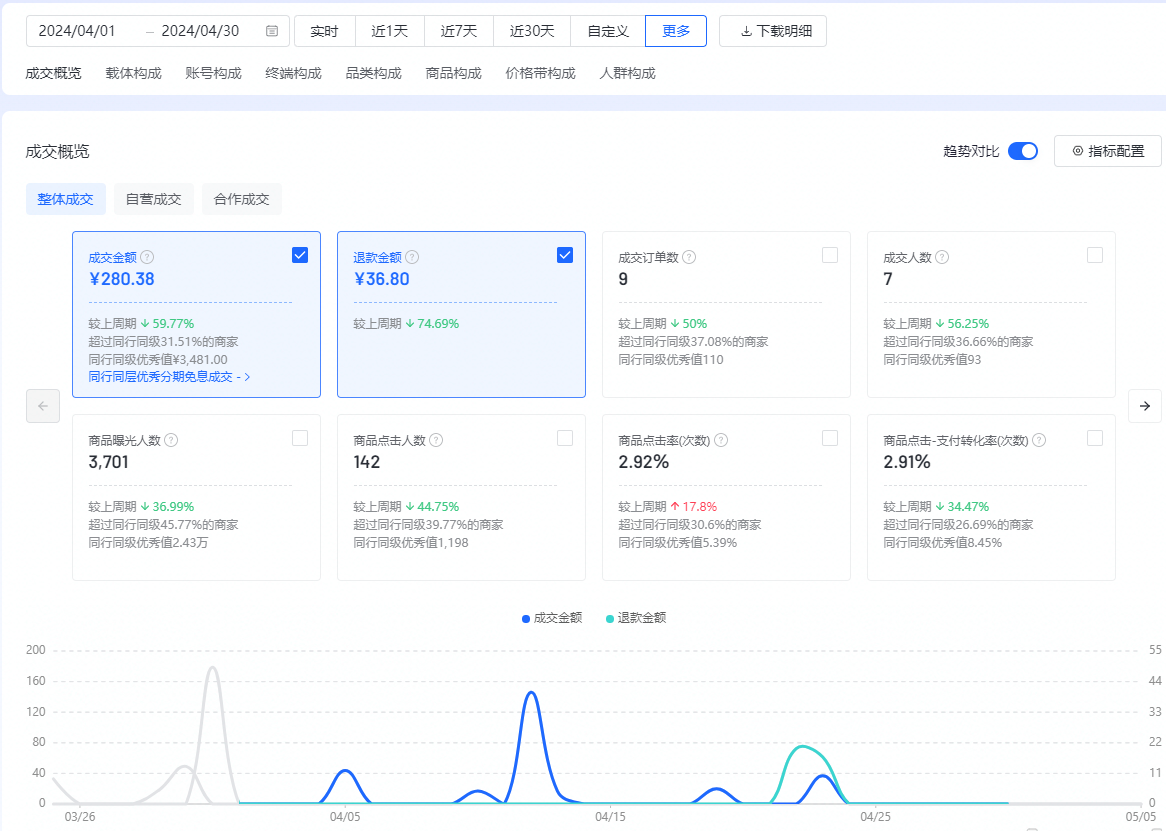 2024/04/01 – 2024/04/30 实时 近1天 近7天 近30天 自定义 更多 下载明细
成交概览 载体构成 账号构成 终端构成 品类构成 商品构成 价格带构成 人群构成
成交概览 趋势对比 指标配置
整体成交 自营成交 合作成交
成交金额 ?
¥280.38
较上周期 ↓ 59.77%
超过同行同级31.51%的商家
同行同级优秀值¥3,481.00
同行同层优秀分期免息成交 - >
退款金额 ?
¥36.80
较上周期 ↓ 74.69%
成交订单数 ?
9
较上周期 ↓ 50%
超过同行同级37.08%的商家
同行同级优秀值110
成交人数 ?
7
较上周期 ↓ 56.25%
超过同行同级36.66%的商家
同行同级优秀值93
商品曝光人数 ?
3,701
较上周期 ↓ 36.99%
超过同行同级45.77%的商家
同行同级优秀值2.43万
商品点击人数 ?
142
较上周期 ↓ 44.75%
超过同行同级39.77%的商家
同行同级优秀值1,198
商品点击率(次数) ?
2.92%
较上周期 ↑ 17.8%
超过同行同级30.6%的商家
同行同级优秀值5.39%
商品点击-支付转化率(次数) ?
2.91%
较上周期 ↓ 34.47%
超过同行同级26.69%的商家
同行同级优秀值8.45%
成交金额 退款金额
200 55
160 44
120 33
80 22
40 11
0 0
03/26 04/05 04/15 04/25 05/05